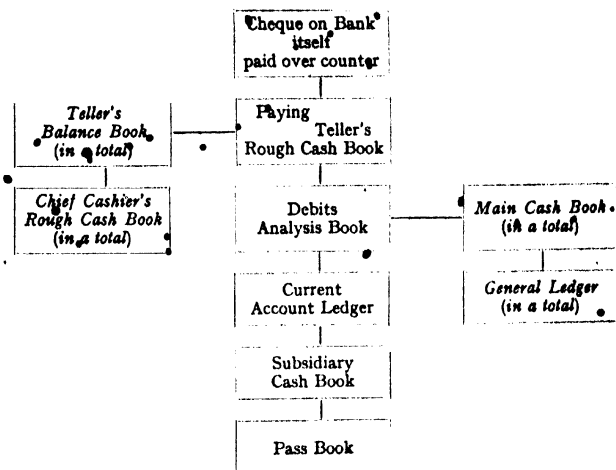 Cheque on Bank
itself
paid over counter
Teller's
Balance Book
(in a total)
Paying
Teller's
Rough Cash Book
Chief Cashier's
Rough Cash Book
(in a total)
Debits
Analysis Book
Main Cash Book
(in a total)
Current
Account Ledger
General Ledger
(in a total)
Subsidiary
Cash Book
Pass Book